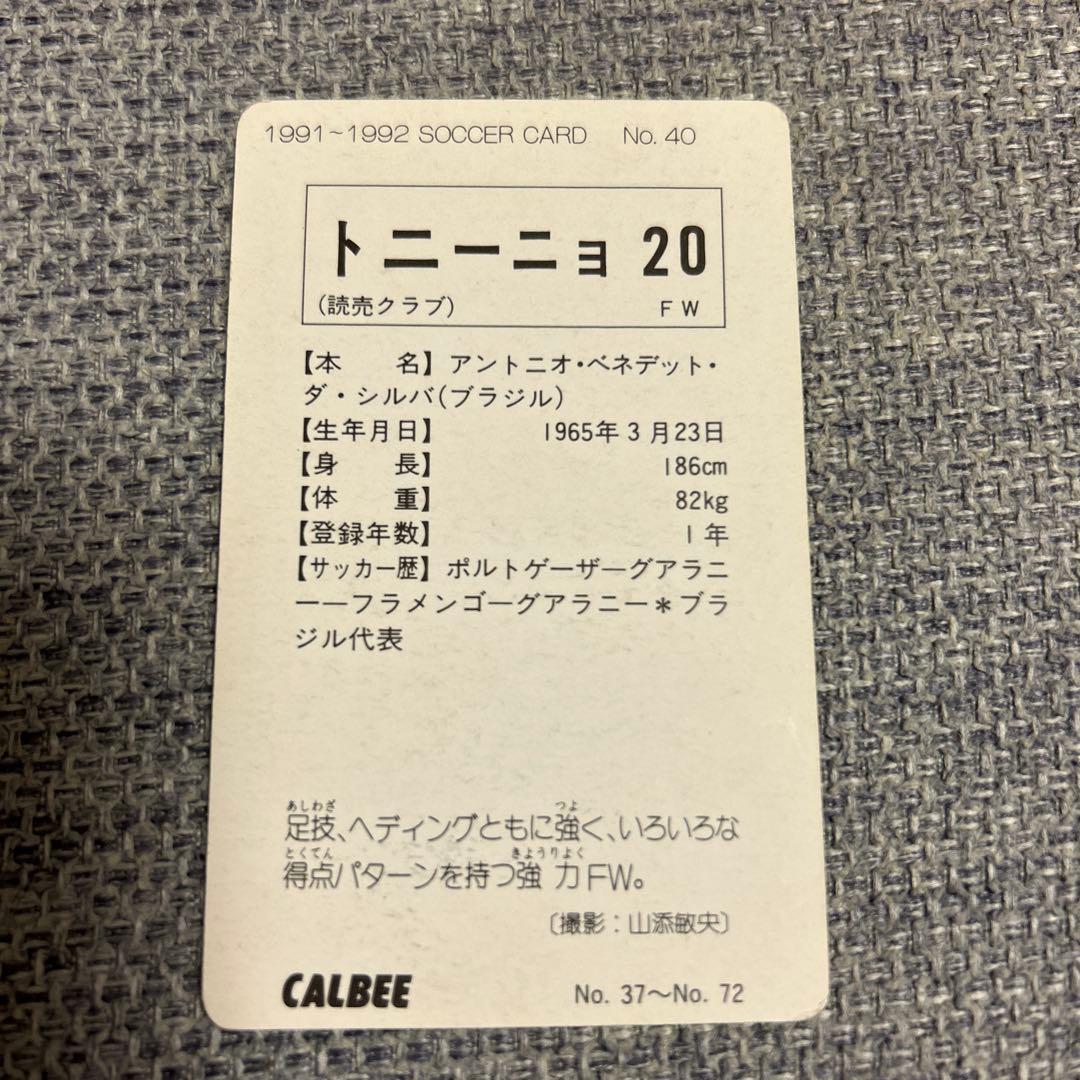 1991~1992 SOCCER CARD No. 40
トニーニョ 20
(読売クラブ) FW
【本 名】アントニオ・ベネデット・
ダ・シルバ(ブラジル)
【生年月日】 1965年3月23日
【身 長】 186cm
【体 重】 82kg
【登録年数】 1年
【サッカー歴】ポルトゲーザーグアラニ
ー―フラメンゴーグアラニー＊ブラ
ジル代表
あしわざ つよ
足技、ヘディングともに強く、いろいろな
とくてん きょうりょく
得点パターンを持つ強力FW。
〔撮影：山添敏央〕
CALBEE No. 37〜No. 72